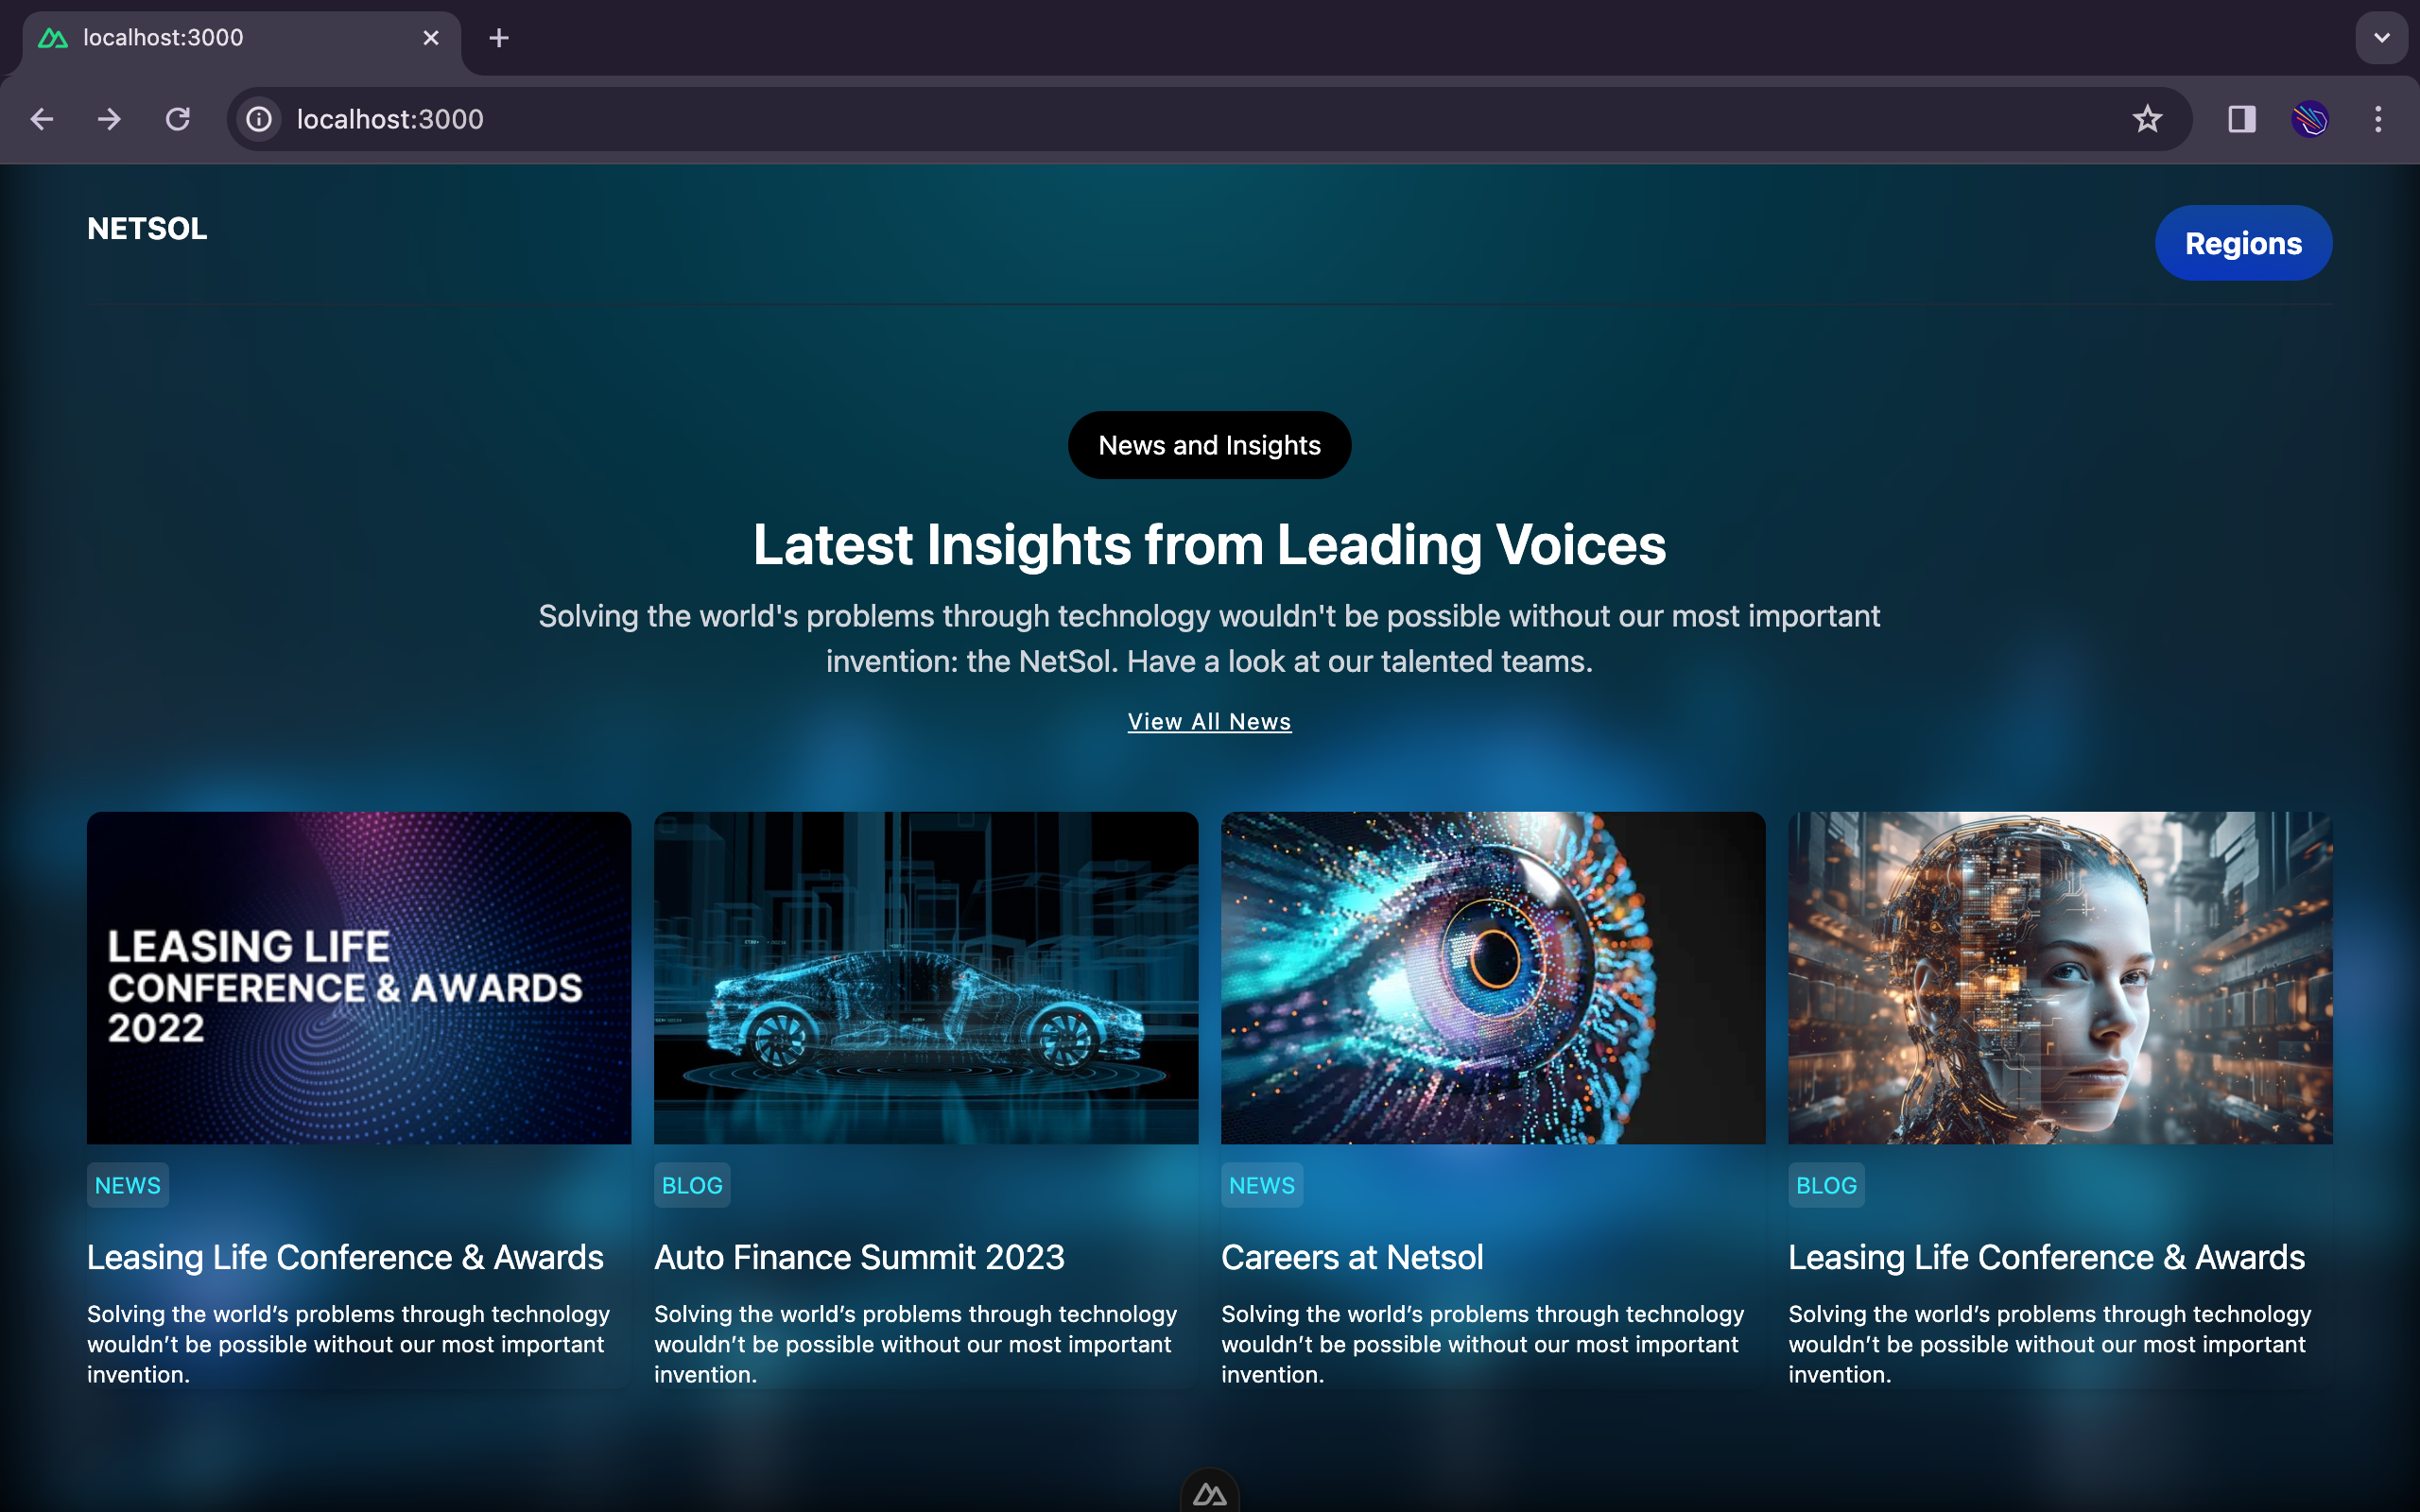 localhost:3000
localhost:3000
NETSOL
Regions
News and Insights
Latest Insights from Leading Voices
Solving the world's problems through technology wouldn't be possible without our most important
invention: the NetSol. Have a look at our talented teams.
View All News
LEASING LIFE
CONFERENCE & AWARDS
2022
NEWS
Leasing Life Conference & Awards
Solving the world’s problems through technology
wouldn’t be possible without our most important
invention.
BLOG
Auto Finance Summit 2023
Solving the world’s problems through technology
wouldn’t be possible without our most important
invention.
NEWS
Careers at Netsol
Solving the world’s problems through technology
wouldn’t be possible without our most important
invention.
BLOG
Leasing Life Conference & Awards
Solving the world’s problems through technology
wouldn’t be possible without our most important
invention.